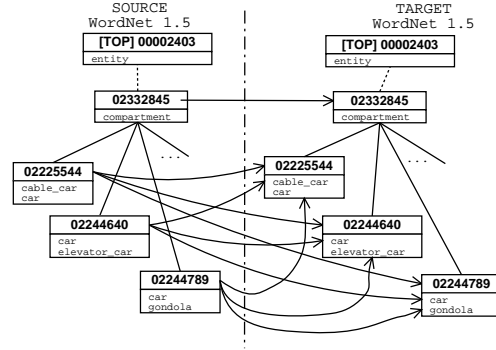 SOURCE
WordNet 1.5
[TOP] 00002403
entity
02332845
compartment
...
02225544
cable_car
car
02244640
car
elevator_car
02244789
car
gondola
TARGET
WordNet 1.5
[TOP] 00002403
entity
02332845
compartment
...
02225544
cable_car
car
02244640
car
elevator_car
02244789
car
gondola